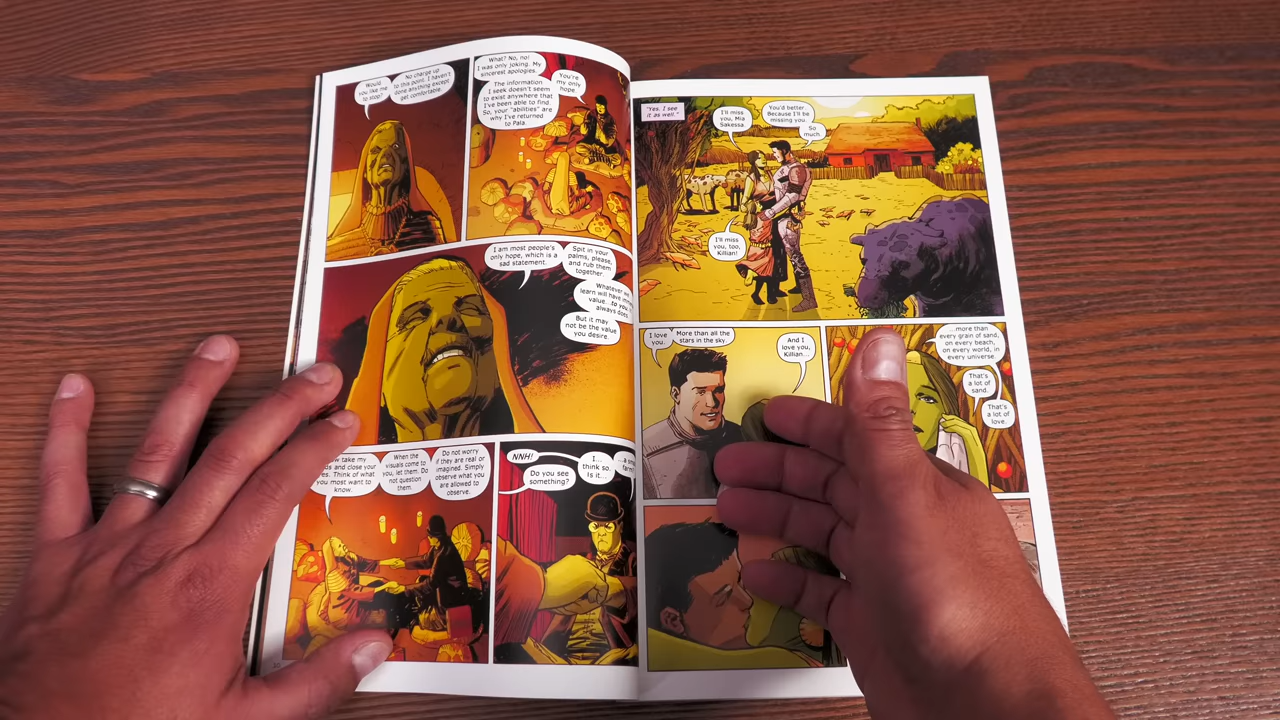 Would
you like me
to stop?
No charge up
to this point. I haven't
done anything except
get comfortable.
What? No, no!
I was only joking. My
sincerest apologies.
The information
I seek doesn't seem
to exist anywhere that
I've been able to find.
So, your "abilities" are
why I've returned
to Pala.
You're
my only
hope.
I am most people's
only hope, which is a
sad statement.
Spit in your
palms, please,
and rub them
together.
Whatever
learn will have
value...to you
always does.
But it may
not be the value
you desire.
take my
and close your
Think of what
you most want to
know.
When the
visuals come to
you, let them. Do
not question
them.
Do not worry
if they are real or
imagined. Simply
observe what you
are allowed to
observe.
NNH!
Do you see
something?
I...
think so.
Is it...
"Yes. I see
it as well."
I'll miss
you, Mia
Sakessa.
You'd better.
Because I'll be
missing you.
So
much.
I'll miss
you, too,
Killian!
I love
you.
More than all the
stars in the sky.
And I
love you,
Killian...
...more than
every grain of sand,
on every beach,
on every world, in
every universe.
That's
a lot of
sand.
That's
a lot of
love.